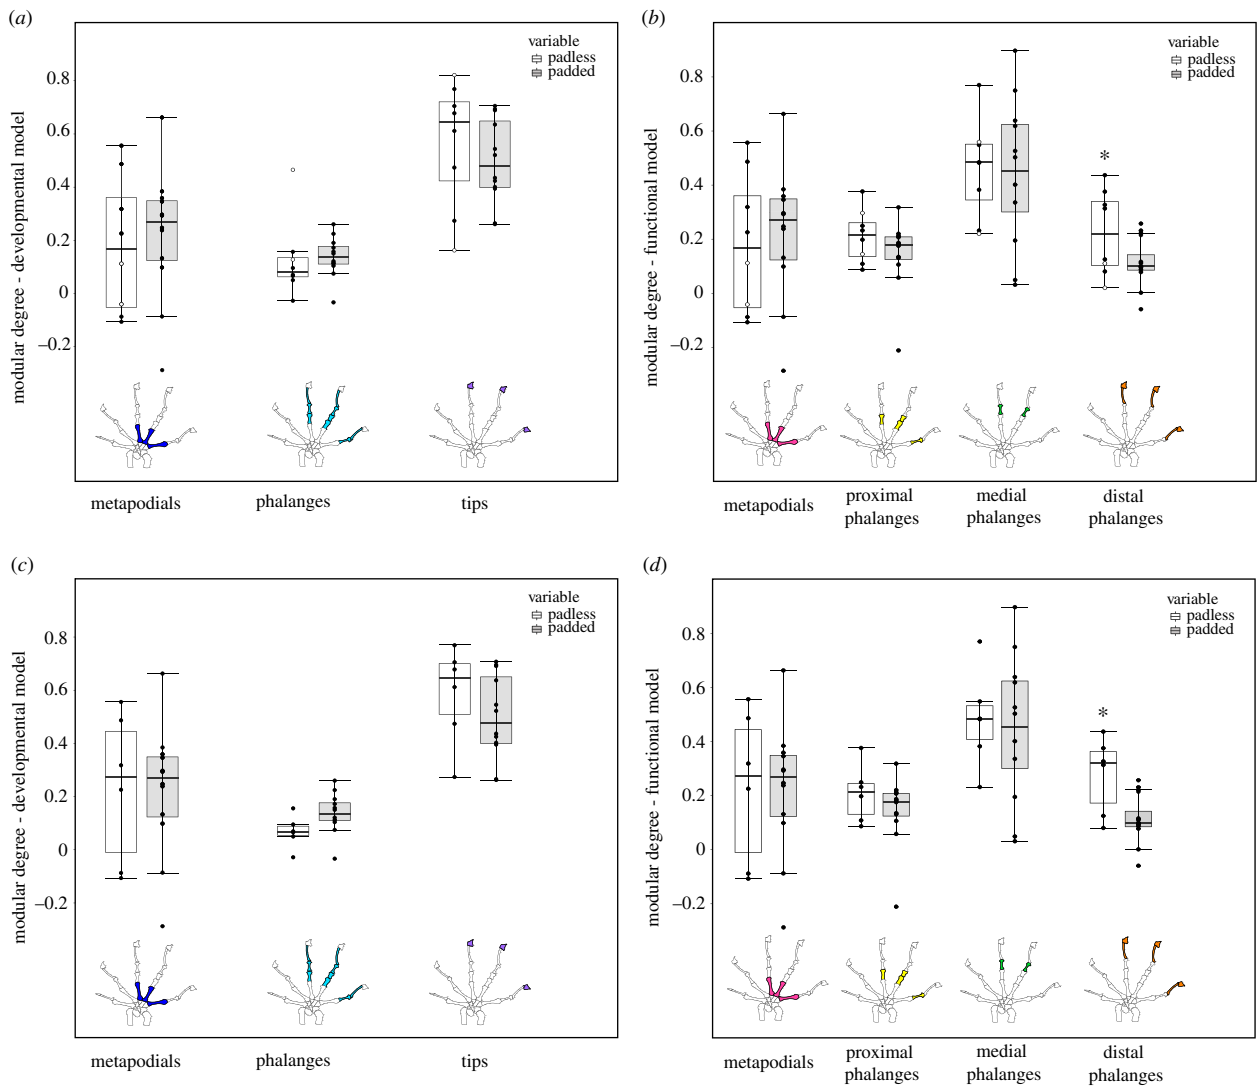 (a)
variable
padless
padded
modular degree - developmental model
0.8
0.6
0.4
0.2
0
–0.2
metapodials
phalanges
tips
(b)
variable
padless
padded
modular degree - functional model
0.8
0.6
0.4
0.2
0
–0.2
*
metapodials
proximal
phalanges
medial
phalanges
distal
phalanges
(c)
variable
padless
padded
modular degree - developmental model
0.8
0.6
0.4
0.2
0
–0.2
metapodials
phalanges
tips
(d)
variable
padless
padded
modular degree - functional model
0.8
0.6
0.4
0.2
0
–0.2
*
metapodials
proximal
phalanges
medial
phalanges
distal
phalanges